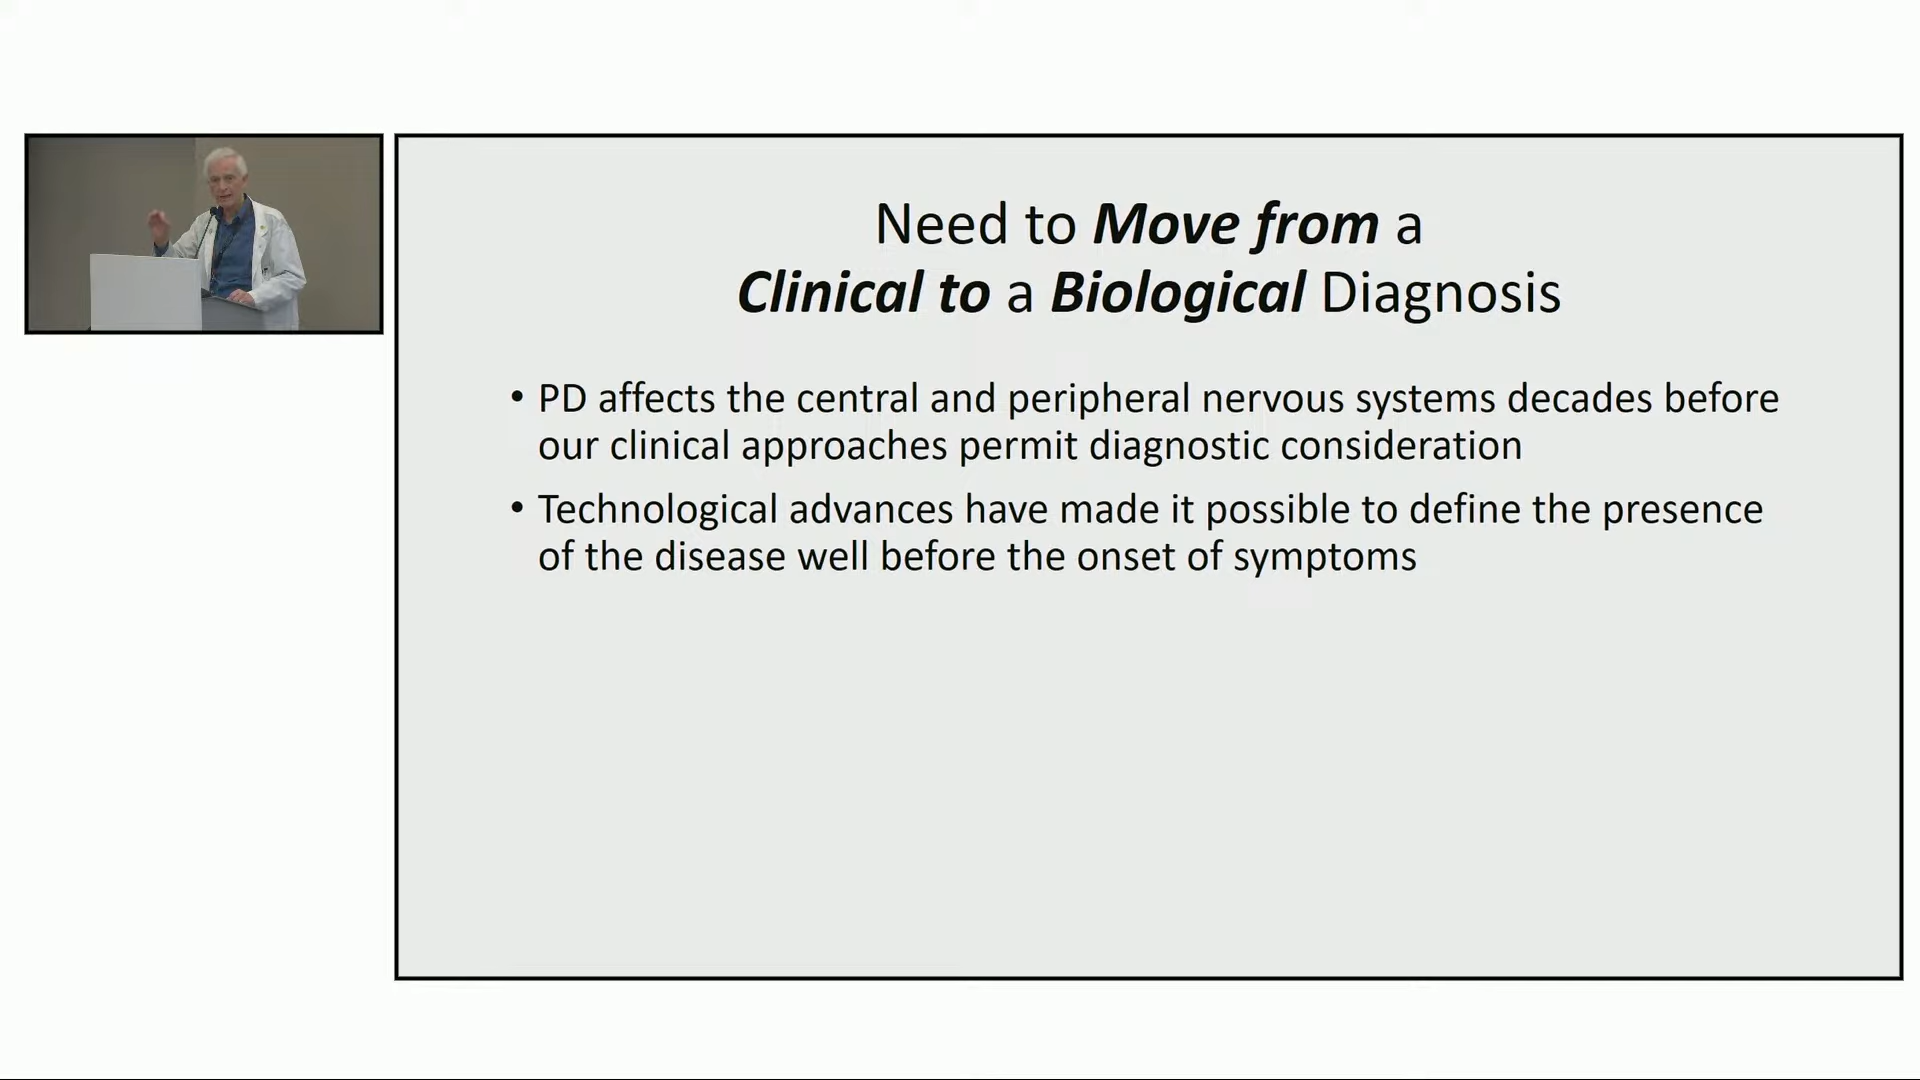 Need to Move from a
Clinical to a Biological Diagnosis
• PD affects the central and peripheral nervous systems decades before
our clinical approaches permit diagnostic consideration
• Technological advances have made it possible to define the presence
of the disease well before the onset of symptoms